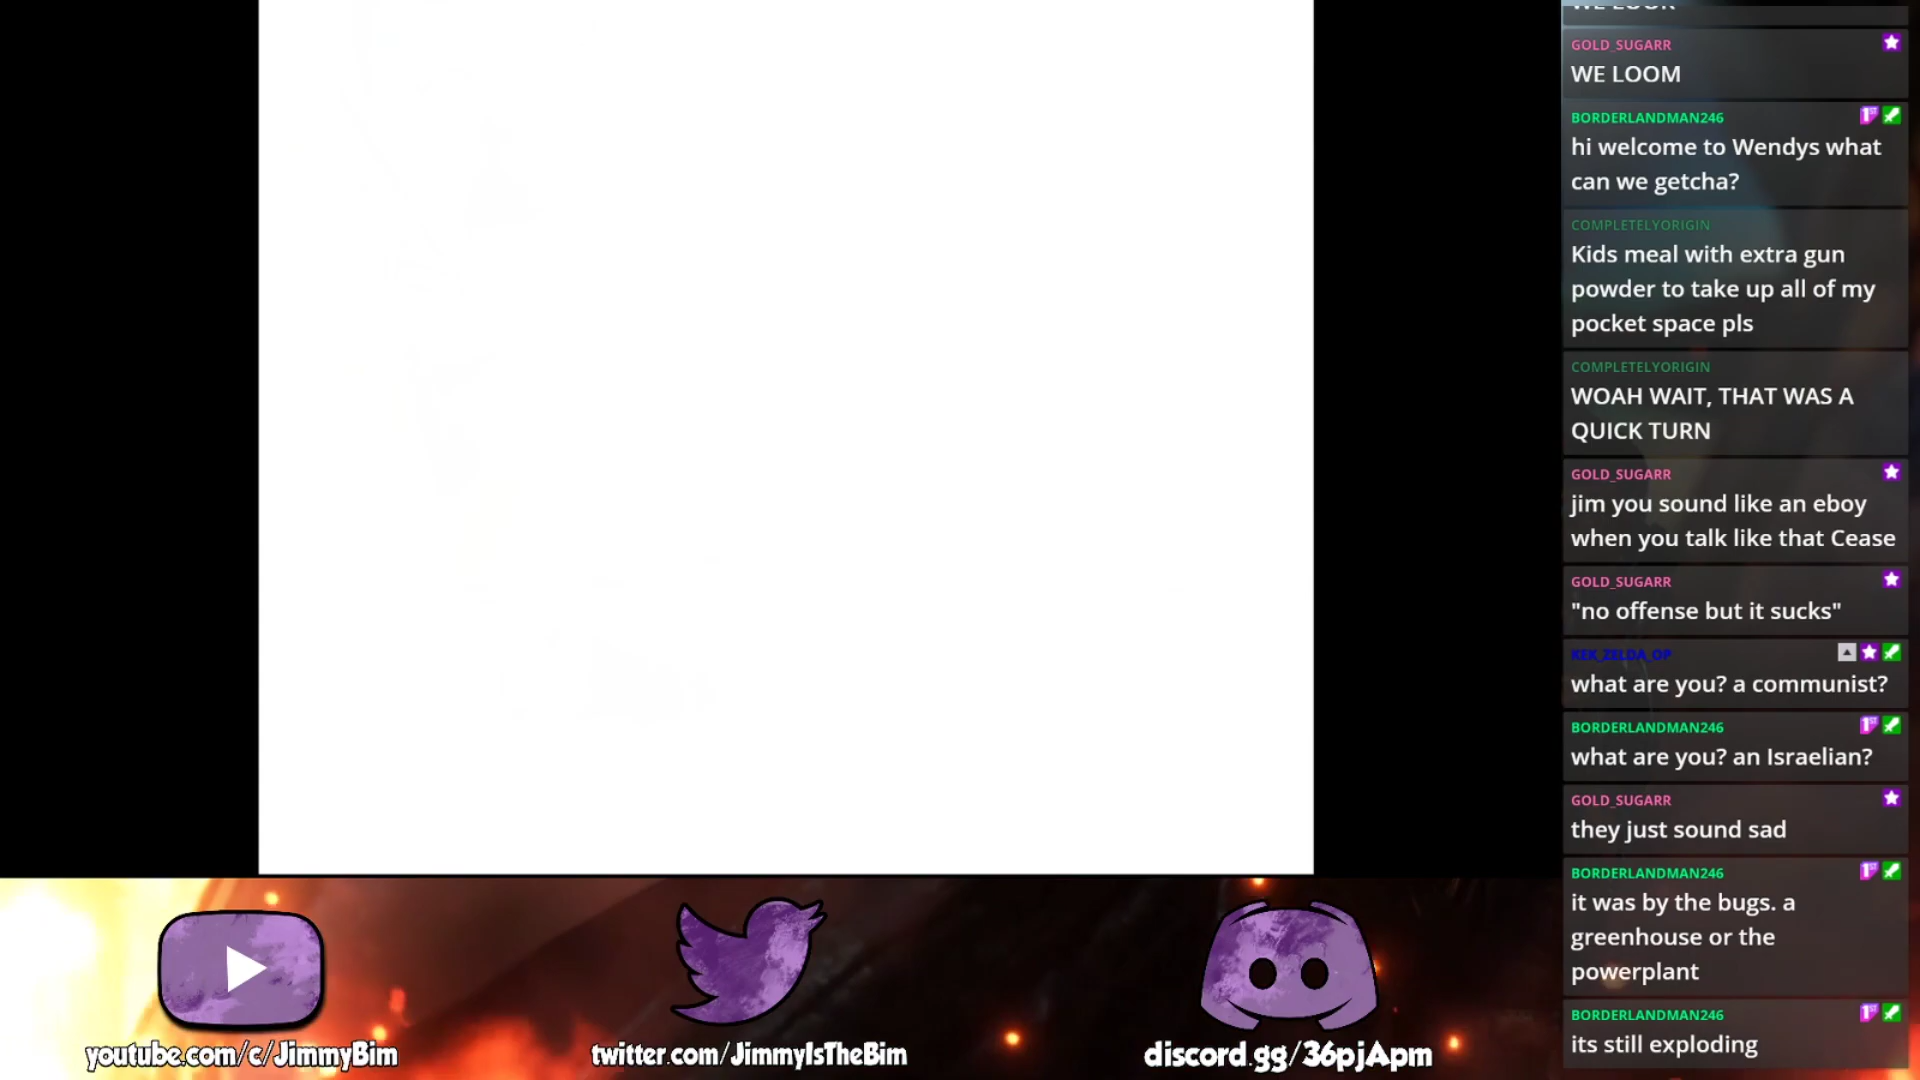 WE LOOK
GOLD_SUGARR
WE LOOM
BORDERLANDMAN246
hi welcome to Wendys what
can we getcha?
COMPLETELYORIGIN
Kids meal with extra gun
powder to take up all of my
pocket space pls
COMPLETELYORIGIN
WOAH WAIT, THAT WAS A
QUICK TURN
GOLD_SUGARR
jim you sound like an eboy
when you talk like that Cease
GOLD_SUGARR
"no offense but it sucks"
KEK_ZELDA_OP
what are you? a communist?
BORDERLANDMAN246
what are you? an Israelian?
GOLD_SUGARR
they just sound sad
BORDERLANDMAN246
it was by the bugs. a
greenhouse or the
powerplant
BORDERLANDMAN246
its still exploding
youtube.com/c/JimmyBim
twitter.com/JimmyIsTheBim
discord.gg/36pjApm